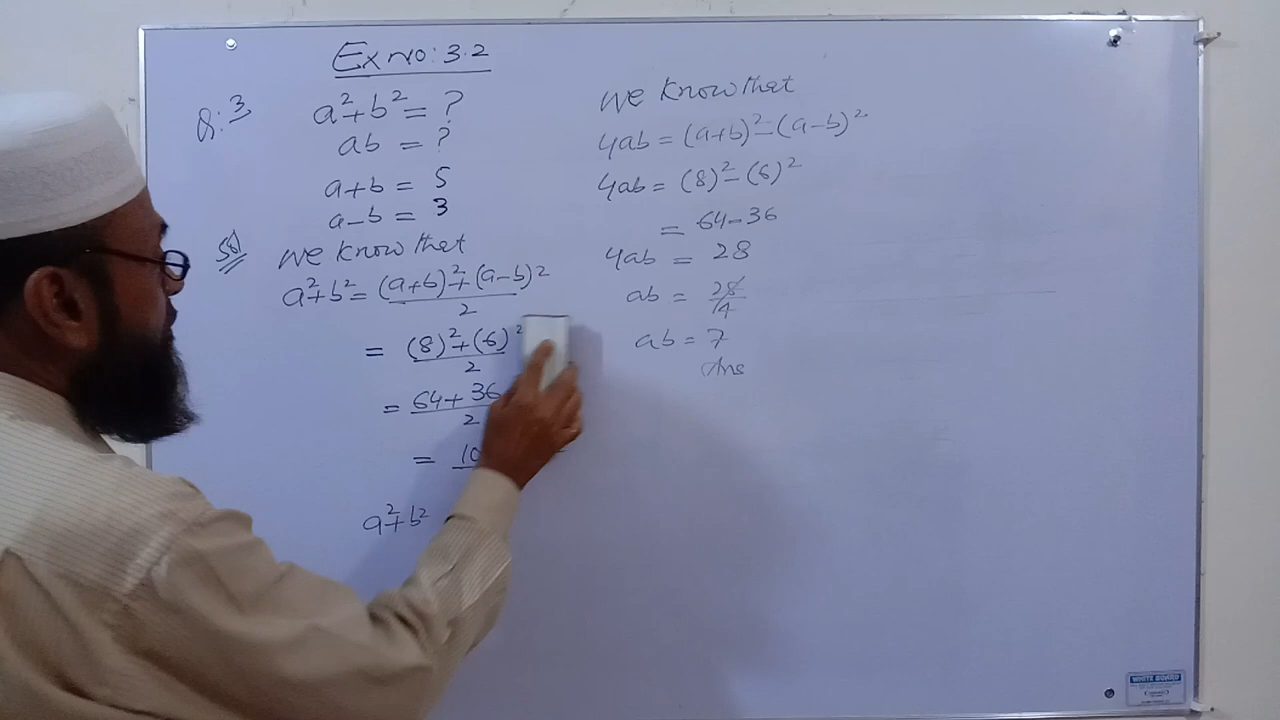 Ex No: 3.2
Q: 3
a²+b² = ?
ab = ?
a+b = 5
a-b = 3
Sol
We Know that
a²+b² = (a+b)²+(a-b)²
2
= (8)²+(6)²
2
= 64+36
2
= 10
a²+b²
We Know that
4ab = (a+b)²-(a-b)²
4ab = (8)²-(6)²
= 64-36
4ab = 28
ab = 28
4
ab = 7
Ans
WHITE BOARD